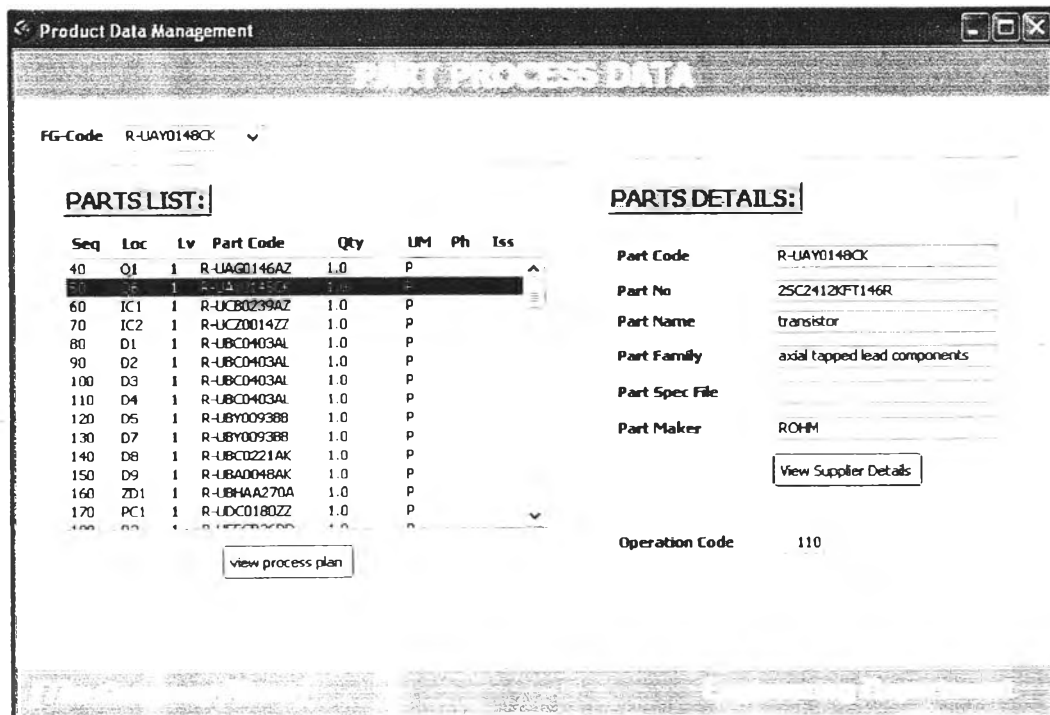 Product Data Management
PART PROCESS DATA
FG-Code R-UAY0148CK
PARTS LIST:
Seq Loc Lv Part Code Qty UM Ph Iss
40 Q1 1 R-UAG0146AZ 1.0 P
60 IC1 1 R-UCB0239AZ 1.0 P
70 IC2 1 R-UCZ0014ZZ 1.0 P
80 D1 1 R-UBC0403AL 1.0 P
90 D2 1 R-UBC0403AL 1.0 P
100 D3 1 R-UBC0403AL 1.0 P
110 D4 1 R-UBC0403AL 1.0 P
120 D5 1 R-UBY0093BB 1.0 P
130 D7 1 R-UBY0093BB 1.0 P
140 D8 1 R-UBC0221AK 1.0 P
150 D9 1 R-UBA0048AK 1.0 P
160 ZD1 1 R-UBHAA270A 1.0 P
170 PC1 1 R-UDC0180ZZ 1.0 P
view process plan
PARTS DETAILS:
Part Code R-UAY0148CK
Part No 2SC2412KFT146R
Part Name transistor
Part Family axial tapped lead components
Part Spec File
Part Maker ROHM
View Supplier Details
Operation Code 110